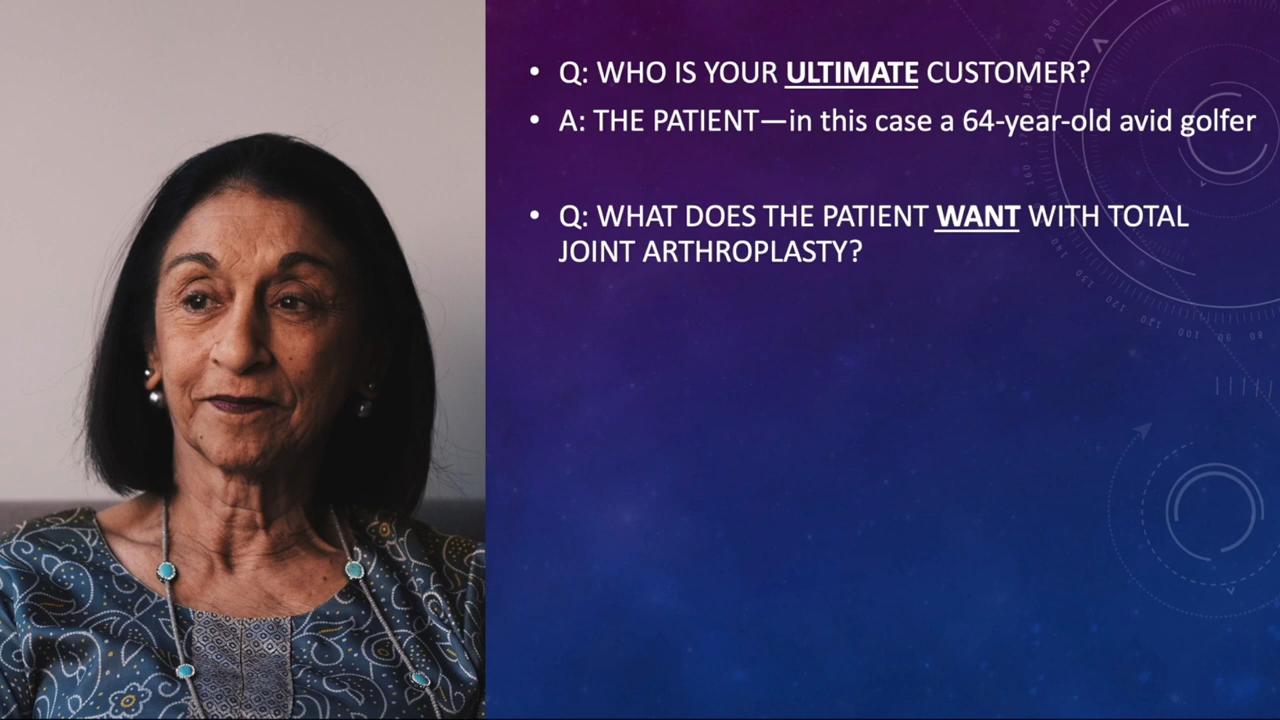 • Q: WHO IS YOUR ULTIMATE CUSTOMER?
• A: THE PATIENT—in this case a 64-year-old avid golfer
• Q: WHAT DOES THE PATIENT WANT WITH TOTAL
JOINT ARTHROPLASTY?